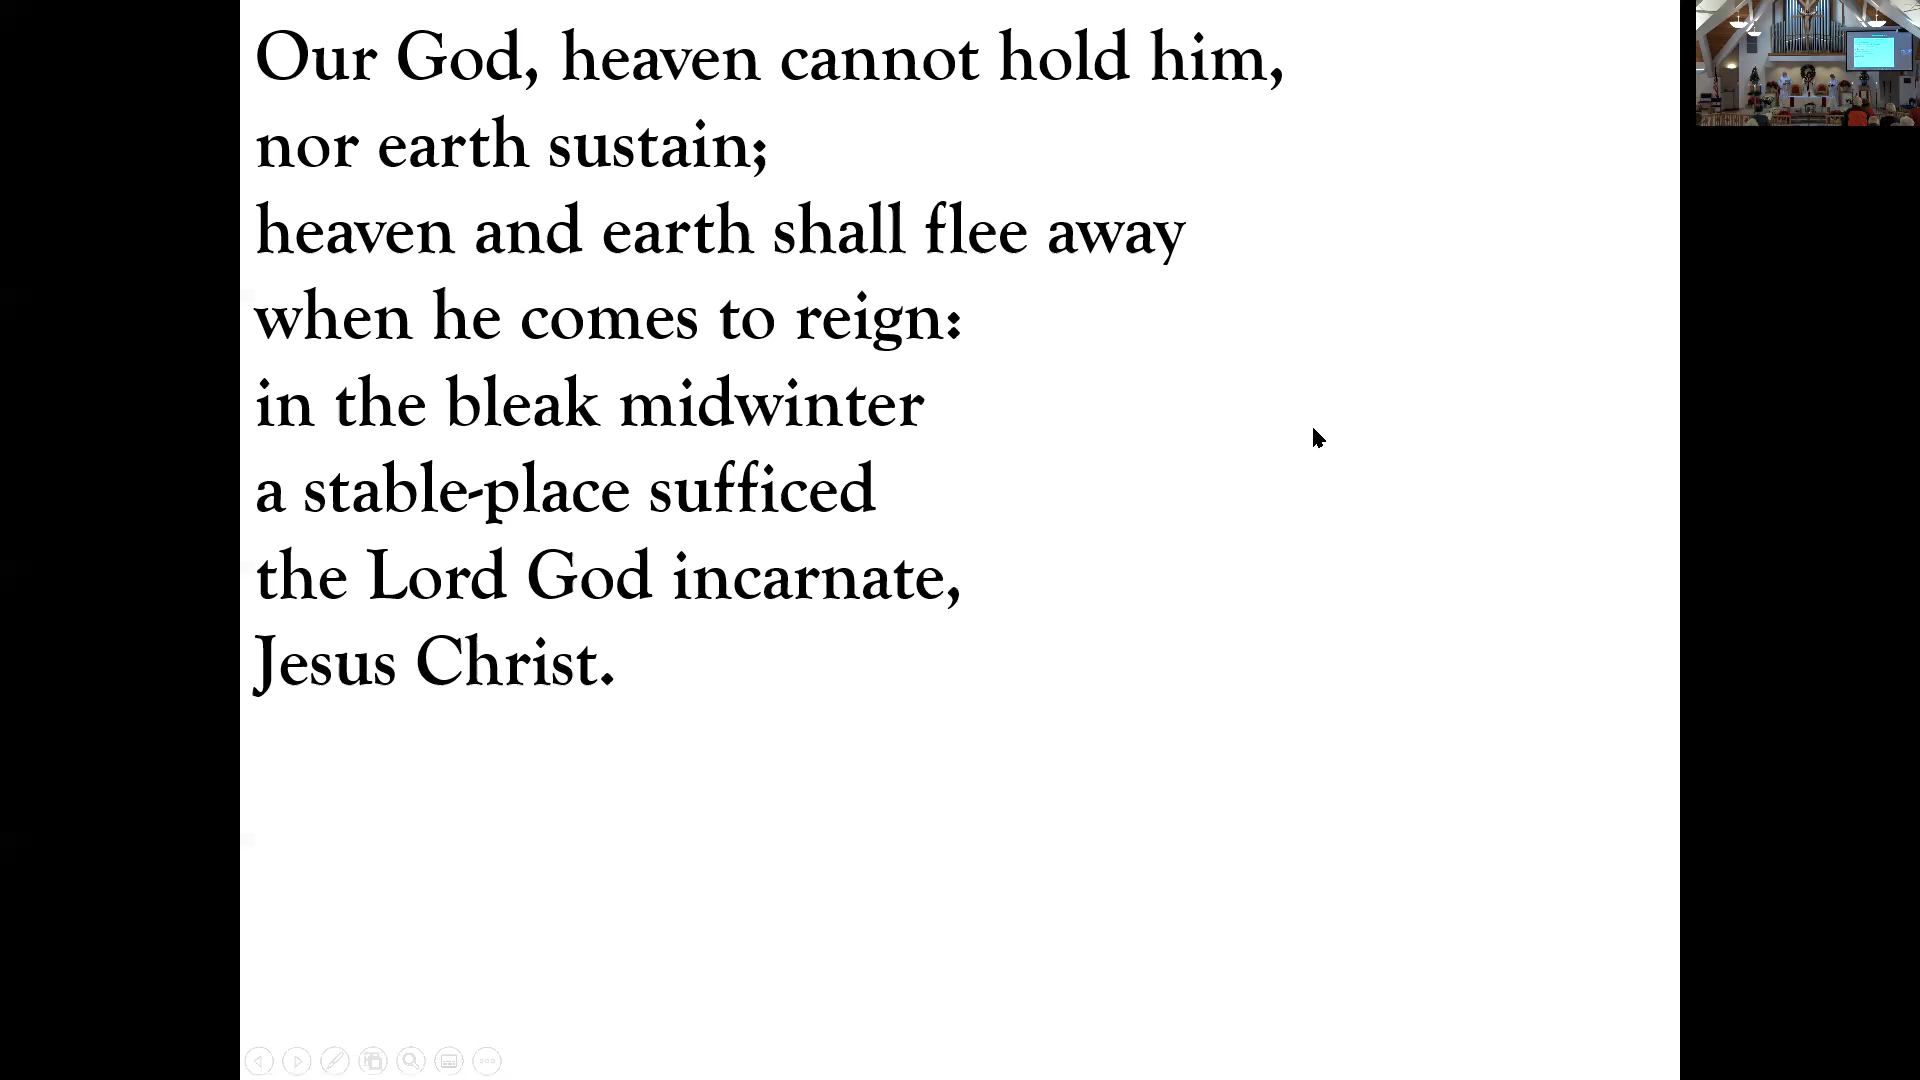 Our God, heaven cannot hold him,
nor earth sustain;
heaven and earth shall flee away
when he comes to reign:
in the bleak midwinter
a stable-place sufficed
the Lord God incarnate,
Jesus Christ.